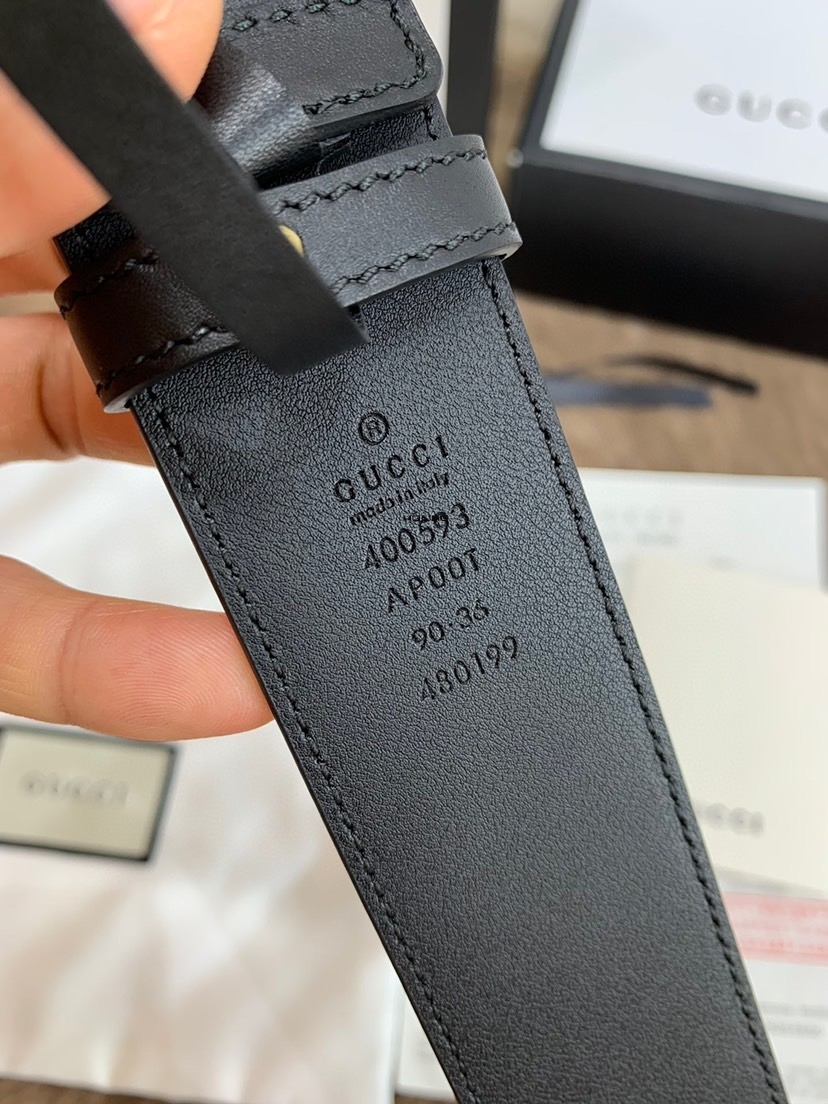 GUCCI
®
GUCCI
made in italy
400593
AP00T
90·36
480199
GUCCI